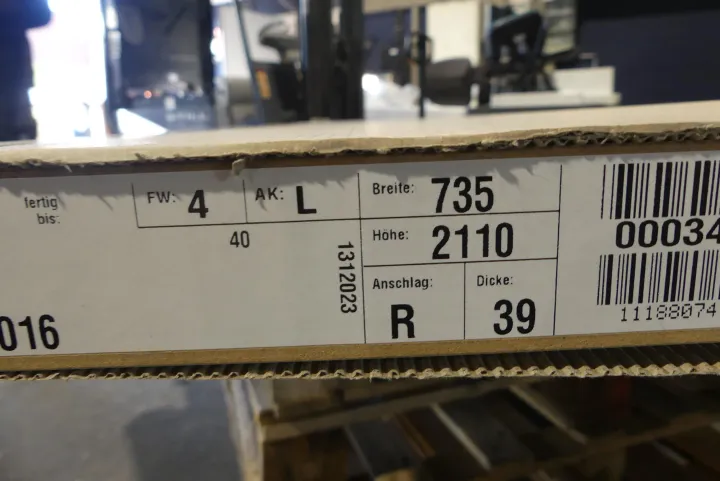 fertig
bis:
FW: 4
AK: L
Breite: 735
40
Höhe: 2110
1312023
Anschlag:
R
Dicke:
39
016
00034
11188074